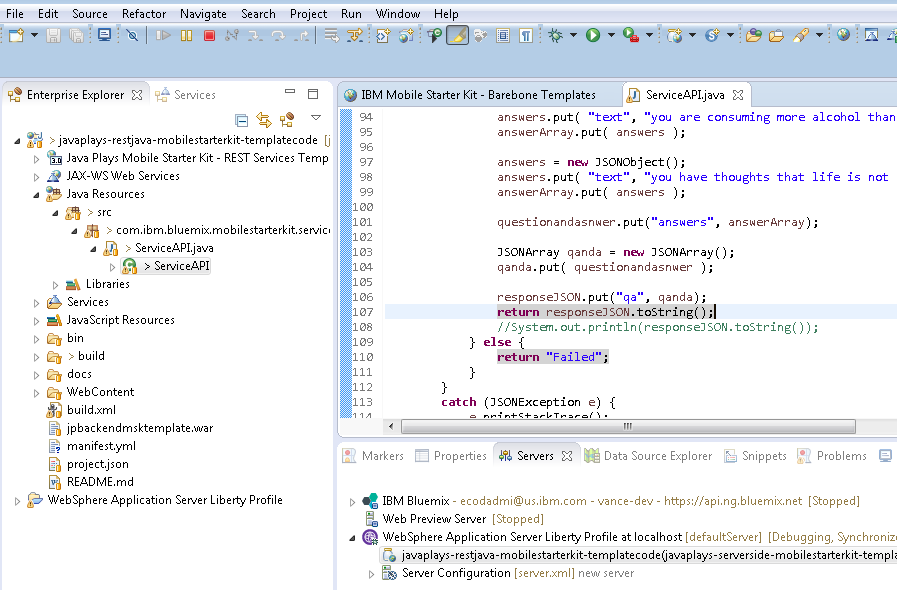 File Edit Source Refactor Navigate Search Project Run Window Help
Enterprise Explorer Services
> javaplays-restjava-mobilestarterkit-templatecode [j
Java Plays Mobile Starter Kit - REST Services Temp
JAX-WS Web Services
Java Resources
> src
> com.ibm.bluemix.mobilestarterkit.service
> ServiceAPI.java
> ServiceAPI
Libraries
Services
JavaScript Resources
bin
> build
docs
WebContent
build.xml
jpbackendmsktemplate.war
manifest.yml
project.json
README.md
WebSphere Application Server Liberty Profile
IBM Mobile Starter Kit - Barebone Templates ServiceAPI.java
94 answers.put( "text", "you are consuming more alcohol than
95 answerArray.put( answers );
96
97 answers = new JSONObject();
98 answers.put( "text", "you have thoughts that life is not
99 answerArray.put( answers );
100
101 questionandasnwer.put("answers", answerArray);
102
103 JSONArray qanda = new JSONArray();
104 qanda.put( questionandasnwer );
105
106 responseJSON.put("qa", qanda);
107 return responseJSON.toString();
108 //System.out.println(responseJSON.toString());
109 } else {
110 return "Failed";
111 }
112 }
113 catch (JSONException e) {
114 e.printStackTrace();
Markers Properties Servers Data Source Explorer Snippets Problems
IBM Bluemix - ecodadmi@us.ibm.com - vance-dev - https://api.ng.bluemix.net [Stopped]
Web Preview Server [Stopped]
WebSphere Application Server Liberty Profile at localhost [defaultServer] [Debugging, Synchronize
javaplays-restjava-mobilestarterkit-templatecode(javaplays-serverside-mobilestarterkit-templa
Server Configuration [server.xml] new server